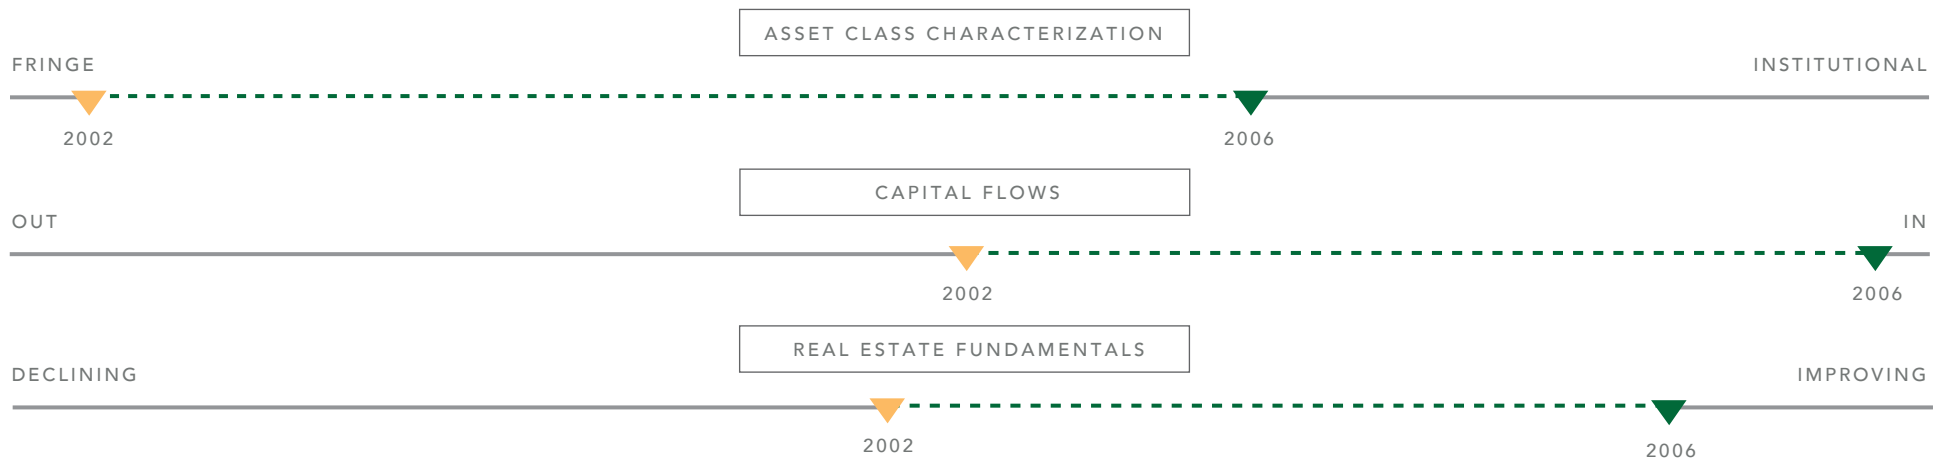 ASSET CLASS CHARACTERIZATION
FRINGE
INSTITUTIONAL
2002
2006
CAPITAL FLOWS
OUT
IN
2002
2006
REAL ESTATE FUNDAMENTALS
DECLINING
IMPROVING
2002
2006